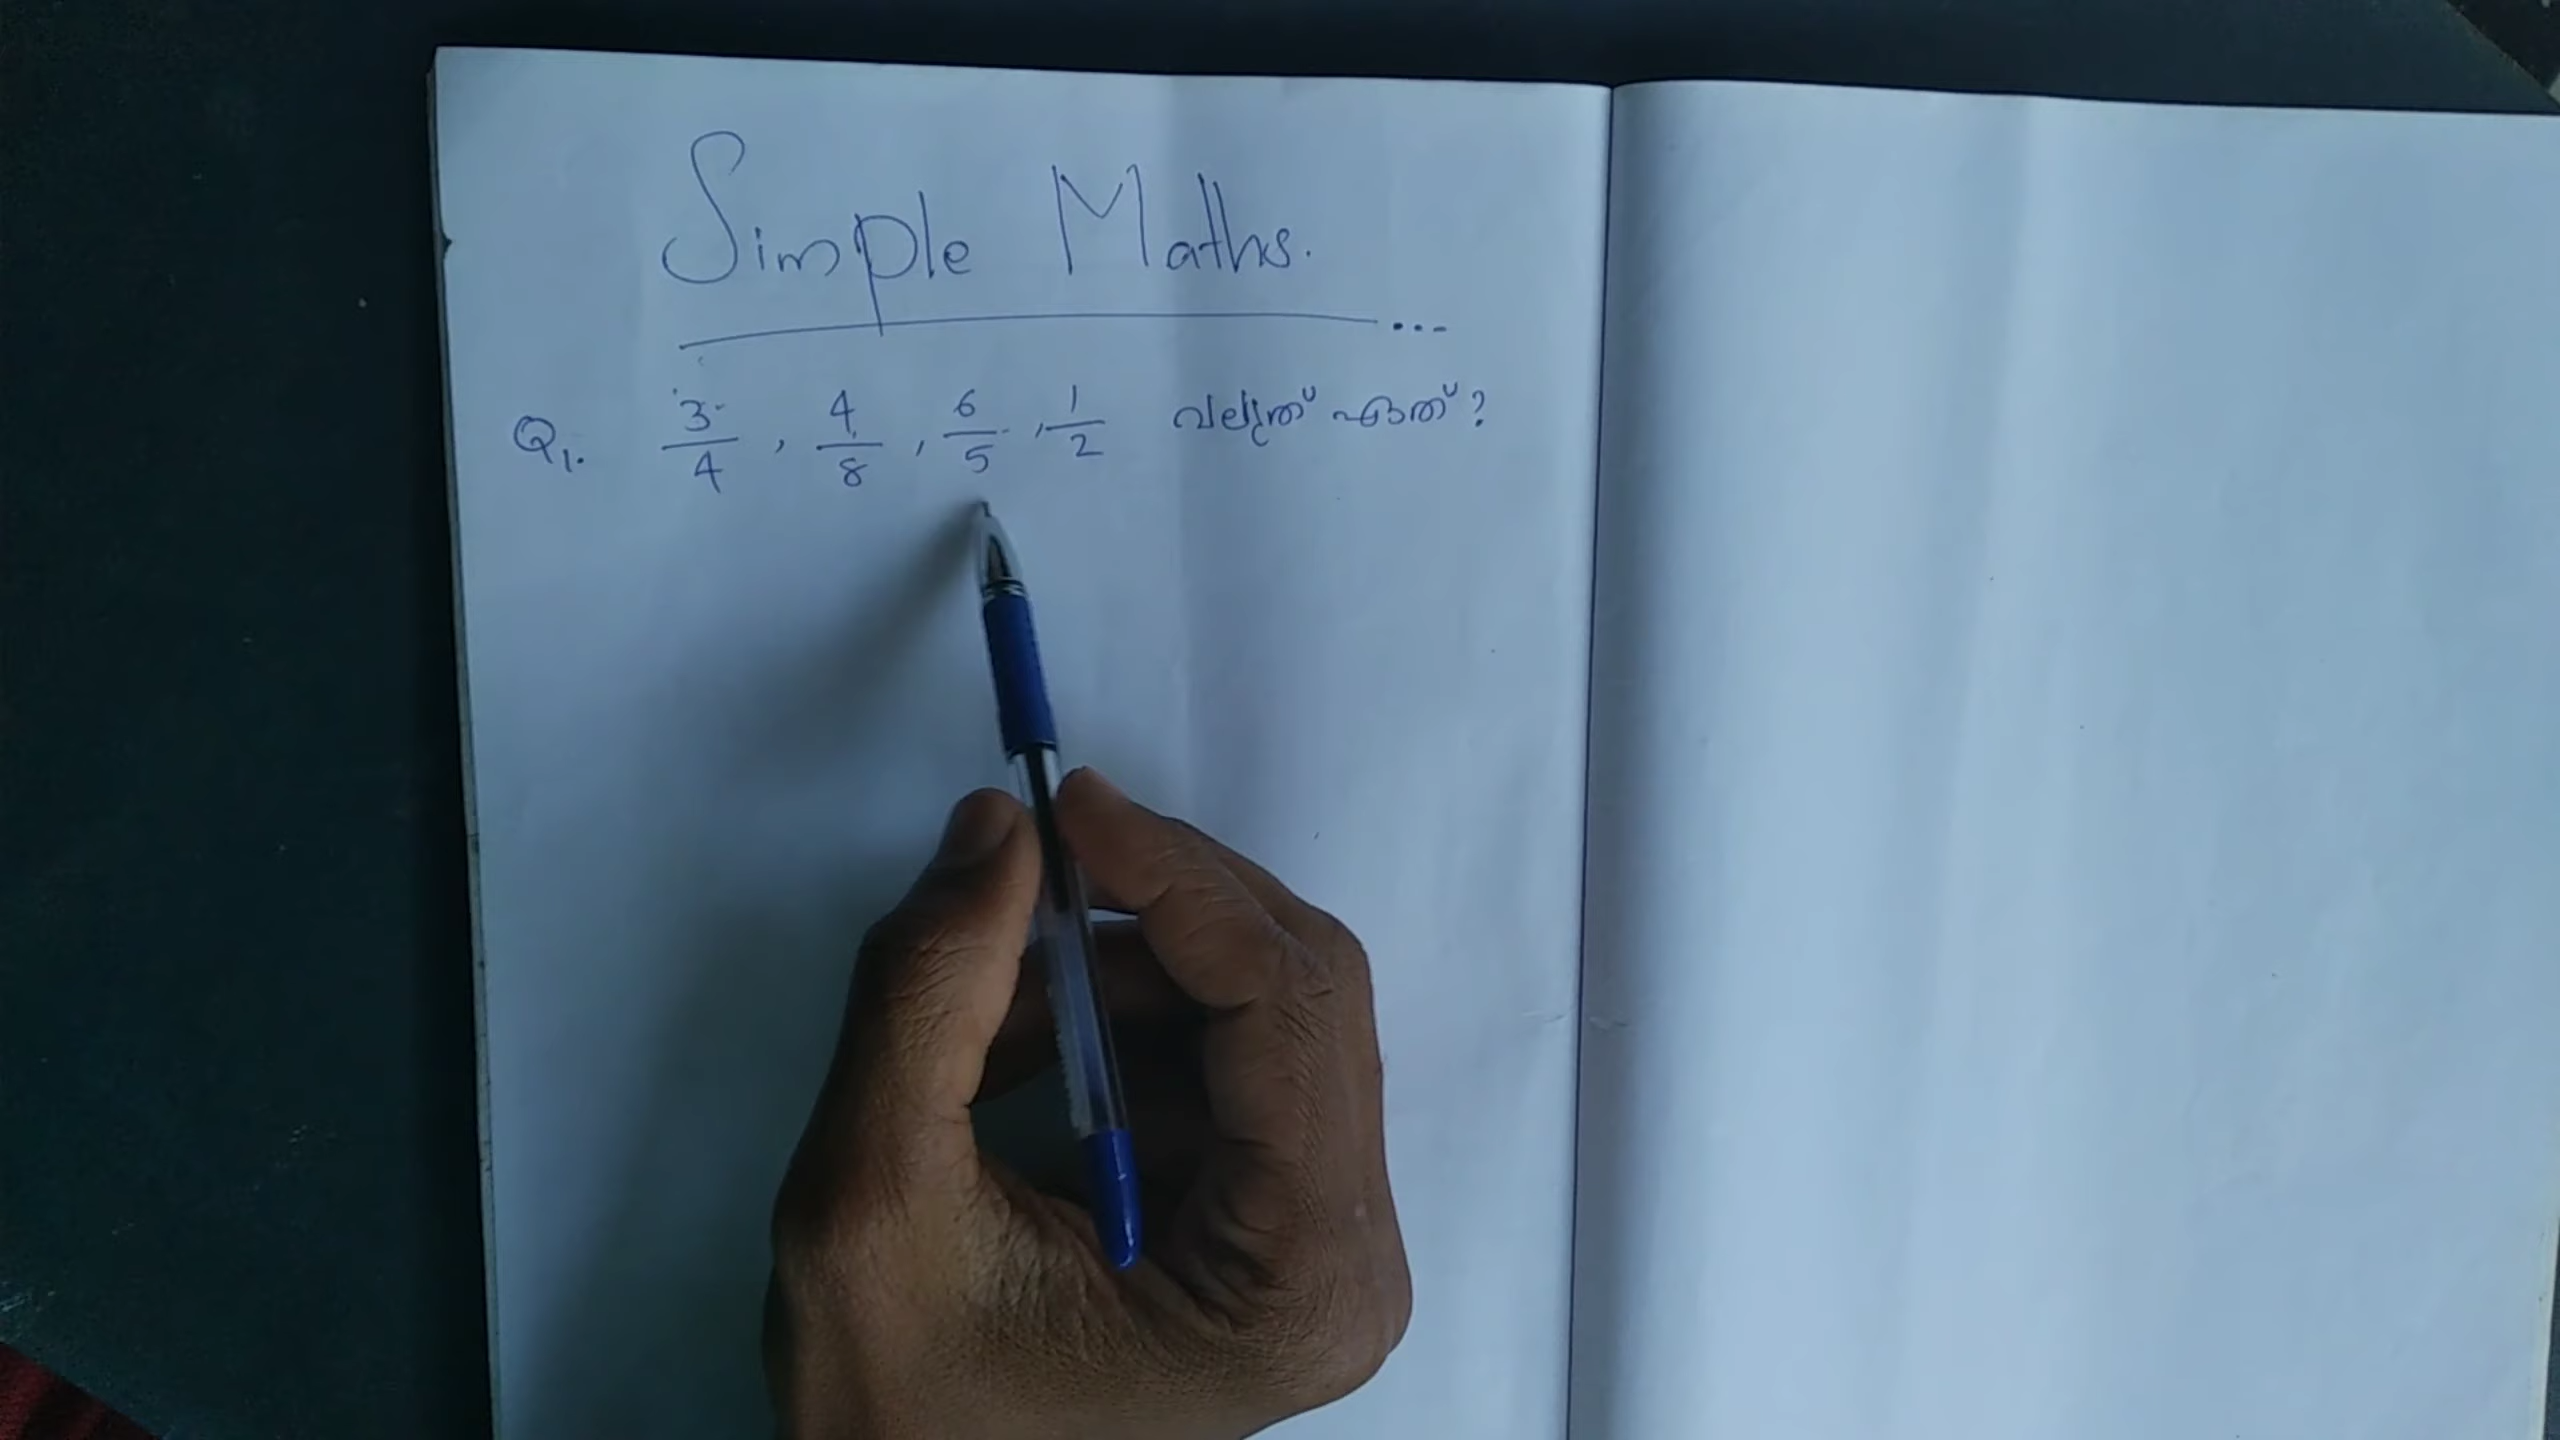 Simple Maths.
Q1. 3/4 , 4/8 , 6/5 , 1/2 വലുത് ഏത് ?